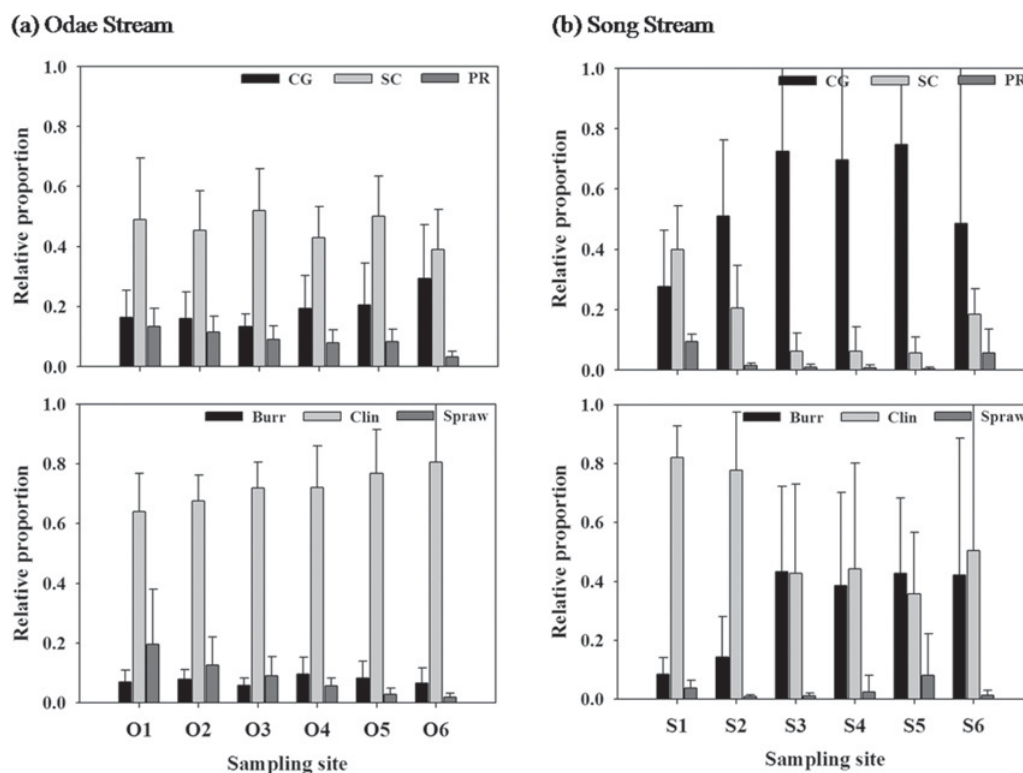 (a) Odae Stream
(b) Song Stream
1.0
0.8
0.6
0.4
0.2
0.0
Relative proportion
CG SC PR
1.0
0.8
0.6
0.4
0.2
0.0
Relative proportion
CG SC PR
1.0
0.8
0.6
0.4
0.2
0.0
Relative proportion
Burr Clin Spraw
O1 O2 O3 O4 O5 O6
Sampling site
1.0
0.8
0.6
0.4
0.2
0.0
Relative proportion
Burr Clin Spraw
S1 S2 S3 S4 S5 S6
Sampling site